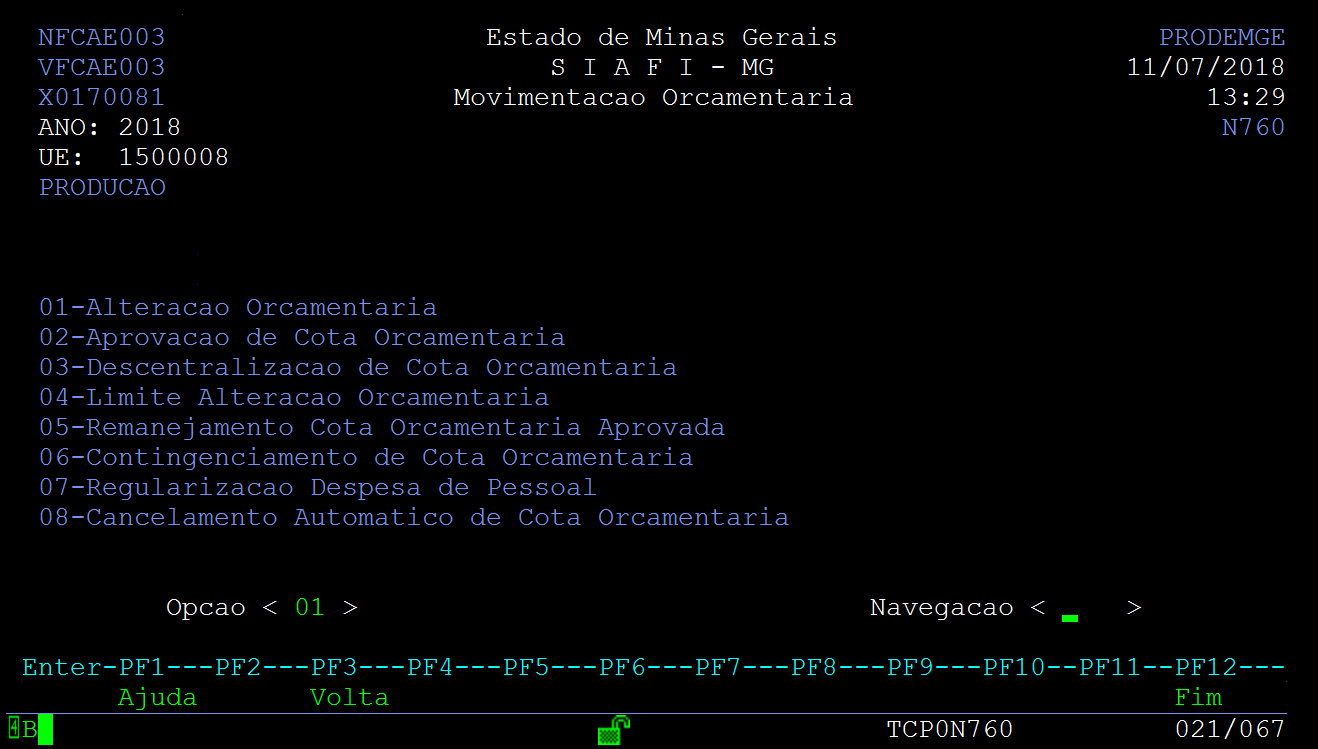 NFCAE003 Estado de Minas Gerais PRODEMGE
VFCAE003 S I A F I - MG 11/07/2018
X0170081 Movimentacao Orcamentaria 13:29
ANO: 2018 N760
UE: 1500008
PRODUCAO
01-Alteracao Orcamentaria
02-Aprovacao de Cota Orcamentaria
03-Descentralizacao de Cota Orcamentaria
04-Limite Alteracao Orcamentaria
05-Remanejamento Cota Orcamentaria Aprovada
06-Contingenciamento de Cota Orcamentaria
07-Regularizacao Despesa de Pessoal
08-Cancelamento Automatico de Cota Orcamentaria
Opcao < 01 > Navegacao < _ >
Enter-PF1---PF2---PF3---PF4---PF5---PF6---PF7---PF8---PF9---PF10--PF11--PF12---
Ajuda Volta Fim
4B TCP0N760 021/067